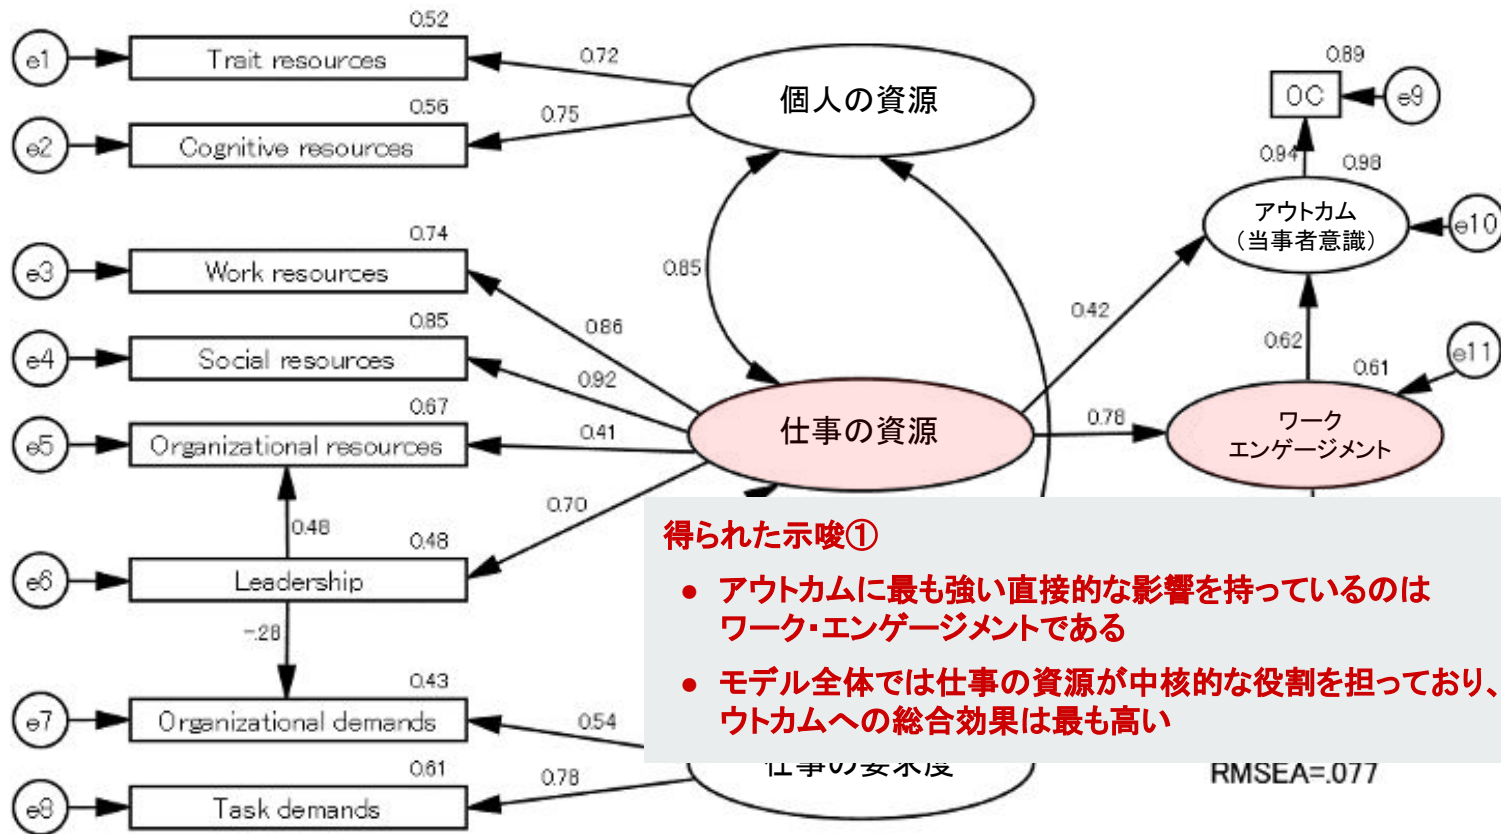 0.52
e1
Trait resources
0.72
個人の資源
0.89
OC
e9
0.56
e2
Cognitive resources
0.75
0.94
0.98
アウトカム
（当事者意識）
e10
0.74
e3
Work resources
0.85
0.86
0.42
0.85
e4
Social resources
0.92
0.62
e11
0.61
0.67
e5
Organizational resources
0.41
仕事の資源
0.78
ワーク
エンゲージメント
0.70
0.48
0.48
e6
Leadership
-.28
得られた示唆①
● アウトカムに最も強い直接的な影響を持っているのは
ワーク・エンゲージメントである
● モデル全体では仕事の資源が中核的な役割を担っており、
ウトカムへの総合効果は最も高い
0.43
e7
Organizational demands
0.54
仕事の要求度
RMSEA=.077
0.61
e8
Task demands
0.78